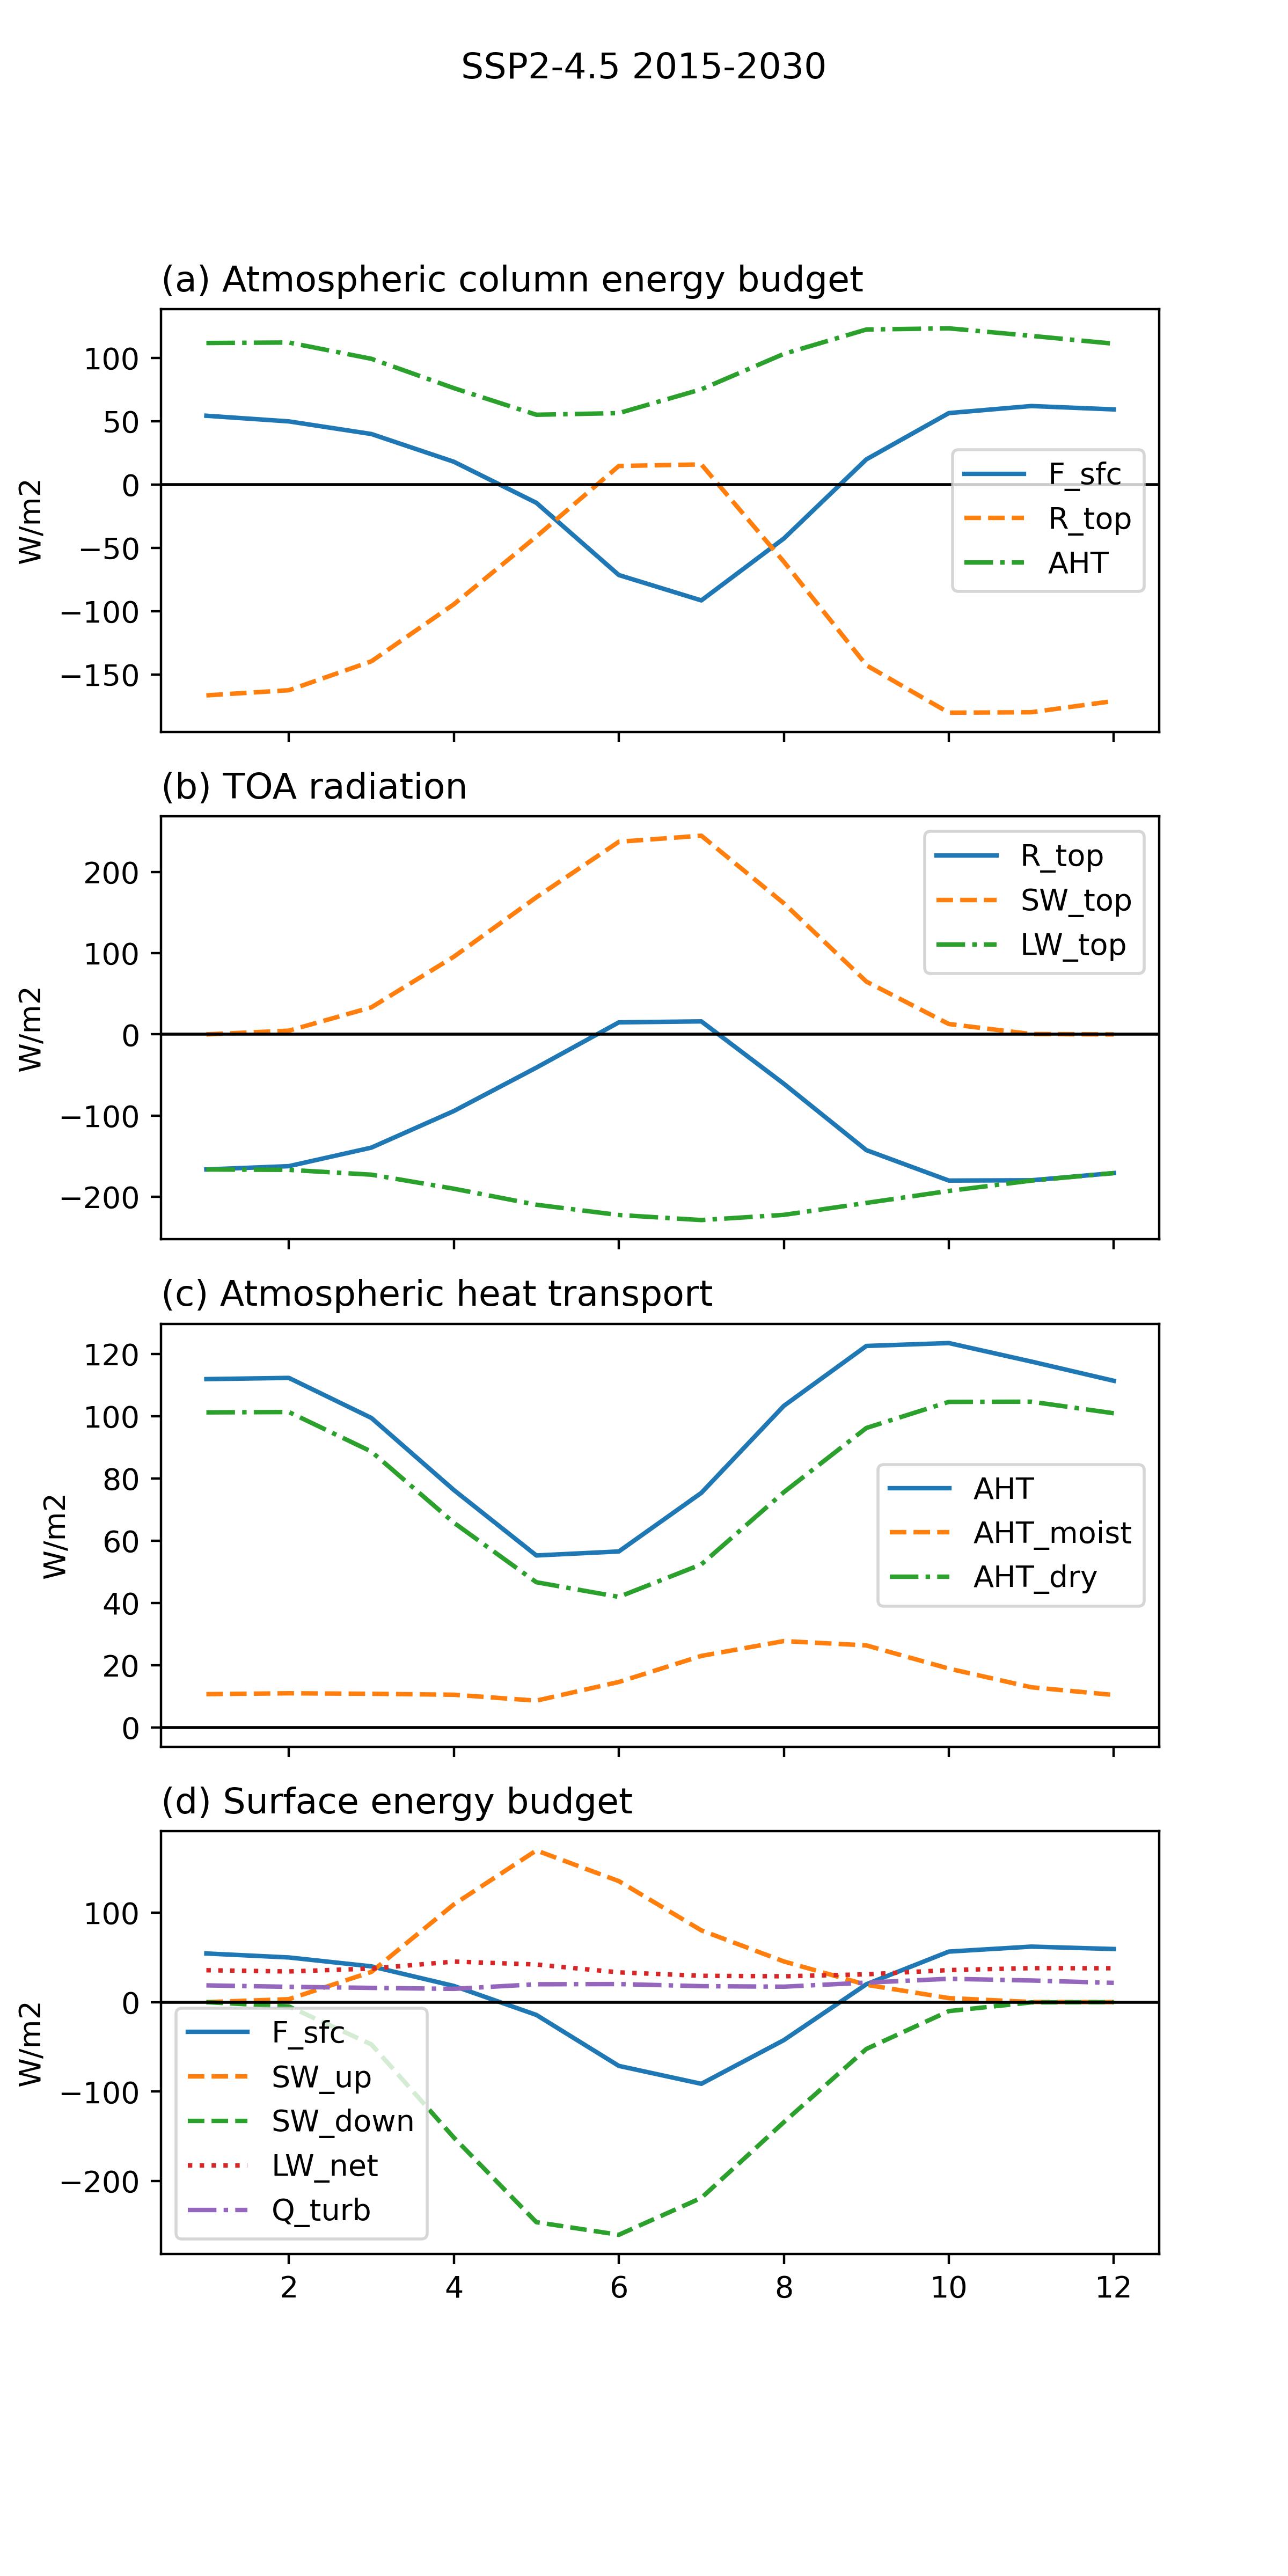 SSP2-4.5 2015-2030
(a) Atmospheric column energy budget
100
50
0
−50
−100
−150
W/m2
F_sfc
R_top
AHT
(b) TOA radiation
200
100
0
−100
−200
W/m2
R_top
SW_top
LW_top
(c) Atmospheric heat transport
120
100
80
60
40
20
0
W/m2
AHT
AHT_moist
AHT_dry
(d) Surface energy budget
100
0
−100
−200
W/m2
F_sfc
SW_up
SW_down
LW_net
Q_turb
2 4 6 8 10 12